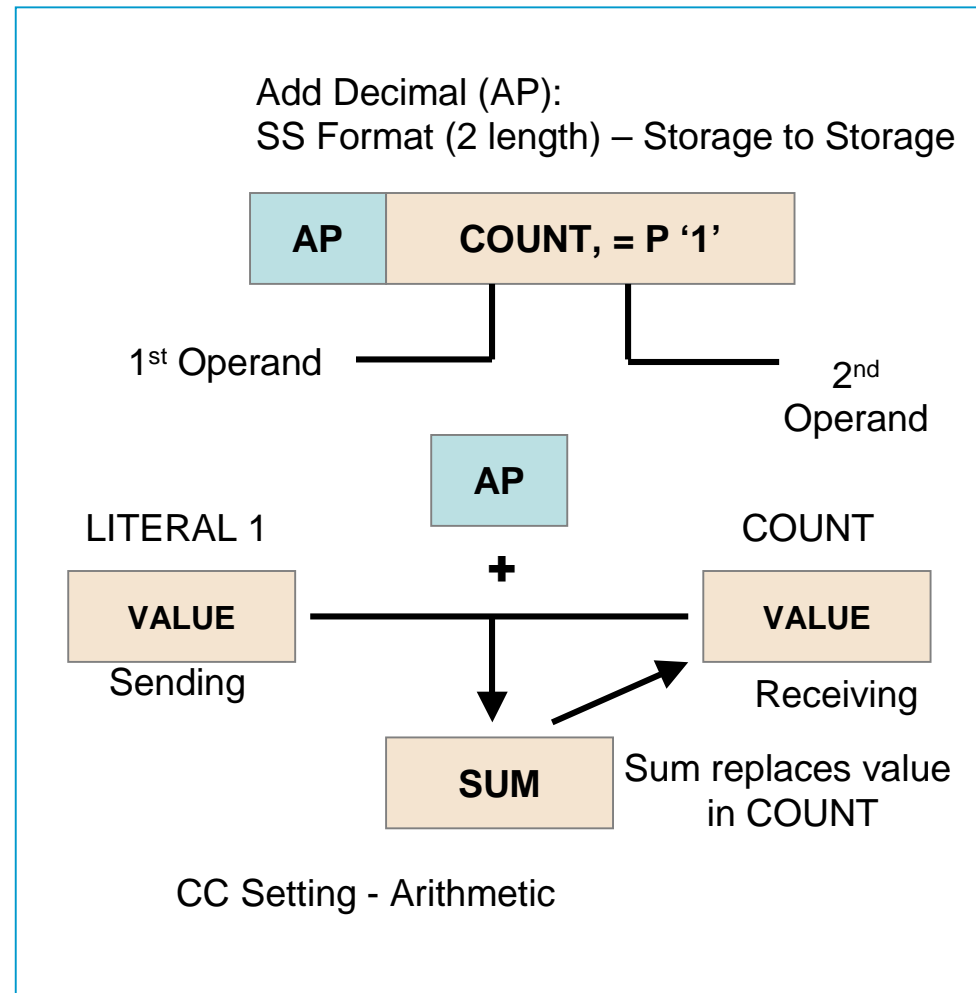 Add Decimal (AP):
SS Format (2 length) – Storage to Storage
AP COUNT, = P ‘1’
1st Operand
2nd
Operand
AP
LITERAL 1 COUNT
+
VALUE VALUE
Sending Receiving
SUM Sum replaces value
in COUNT
CC Setting - Arithmetic